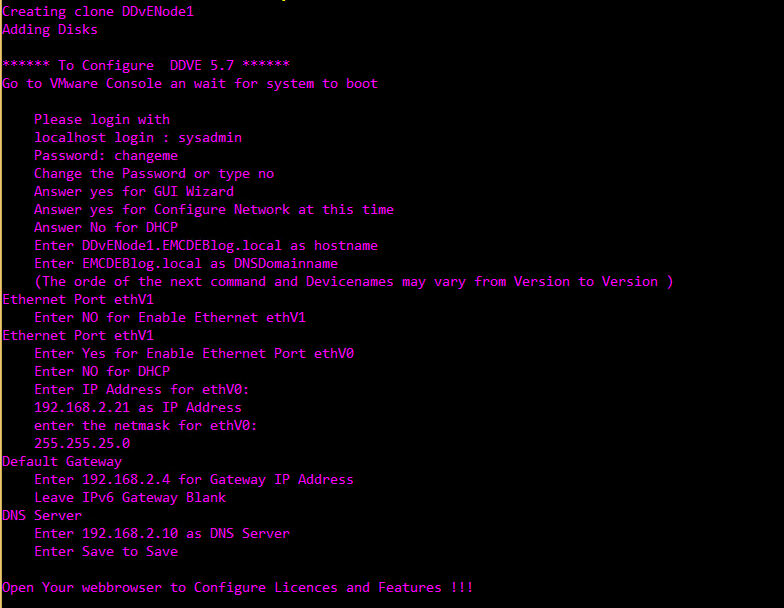 Creating clone DDvENode1
Adding Disks
****** To Configure  DDVE 5.7 ******
Go to VMware Console an wait for system to boot
Please login with
localhost login : sysadmin
Password: changeme
Change the Password or type no
Answer yes for GUI Wizard
Answer yes for Configure Network at this time
Answer No for DHCP
Enter DDvENode1.EMCDEBlog.local as hostname
Enter EMCDEBlog.local as DNSDomainname
(The orde of the next command and Devicenames may vary from Version to Version )
Ethernet Port ethV1
Enter NO for Enable Ethernet ethV1
Ethernet Port ethV1
Enter Yes for Enable Ethernet Port ethV0
Enter NO for DHCP
Enter IP Address for ethV0:
192.168.2.21 as IP Address
enter the netmask for ethV0:
255.255.25.0
Default Gateway
Enter 192.168.2.4 for Gateway IP Address
Leave IPv6 Gateway Blank
DNS Server
Enter 192.168.2.10 as DNS Server
Enter Save to Save
Open Your webbrowser to Configure Licences and Features !!!